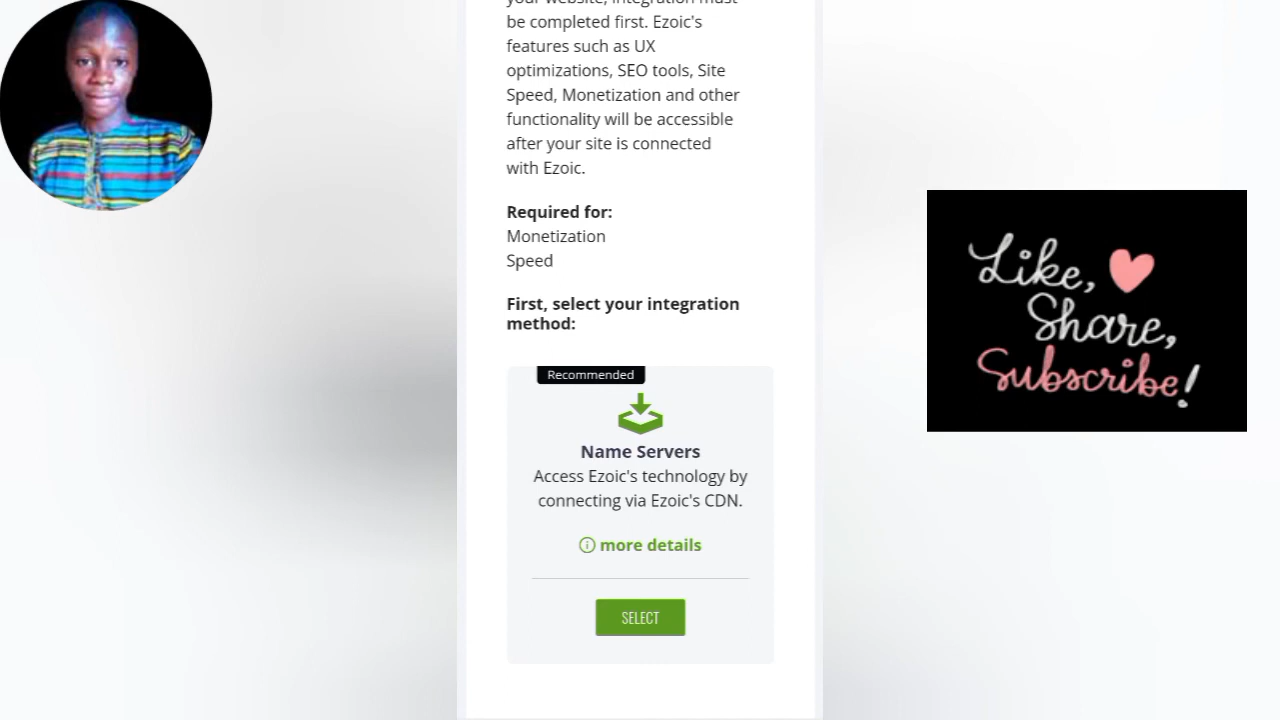 be completed first. Ezoic's
features such as UX
optimizations, SEO tools, Site
Speed, Monetization and other
functionality will be accessible
after your site is connected
with Ezoic.
Required for:
Monetization
Speed
First, select your integration
method:
Recommended
Name Servers
Access Ezoic's technology by
connecting via Ezoic's CDN.
more details
SELECT
Like,
Share,
Subscribe!